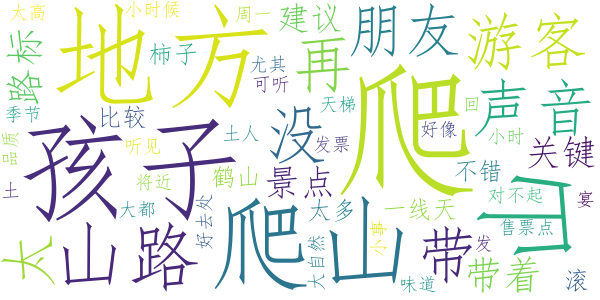 太高
小时候
周一
建议
朋友
游客
路标
地方
柿子
尤其
可听
再
爬
声音
季节
比较
天梯
回
品质
听见
孩子
土人
没
发票
好像
小时
关键
土
将近
鹤山
景点
不错
对不起
宴
大都
好去处
太多
一线天
山
太
山路
爬山
大自然
小事
带
发
带着
售票点
味道
滚